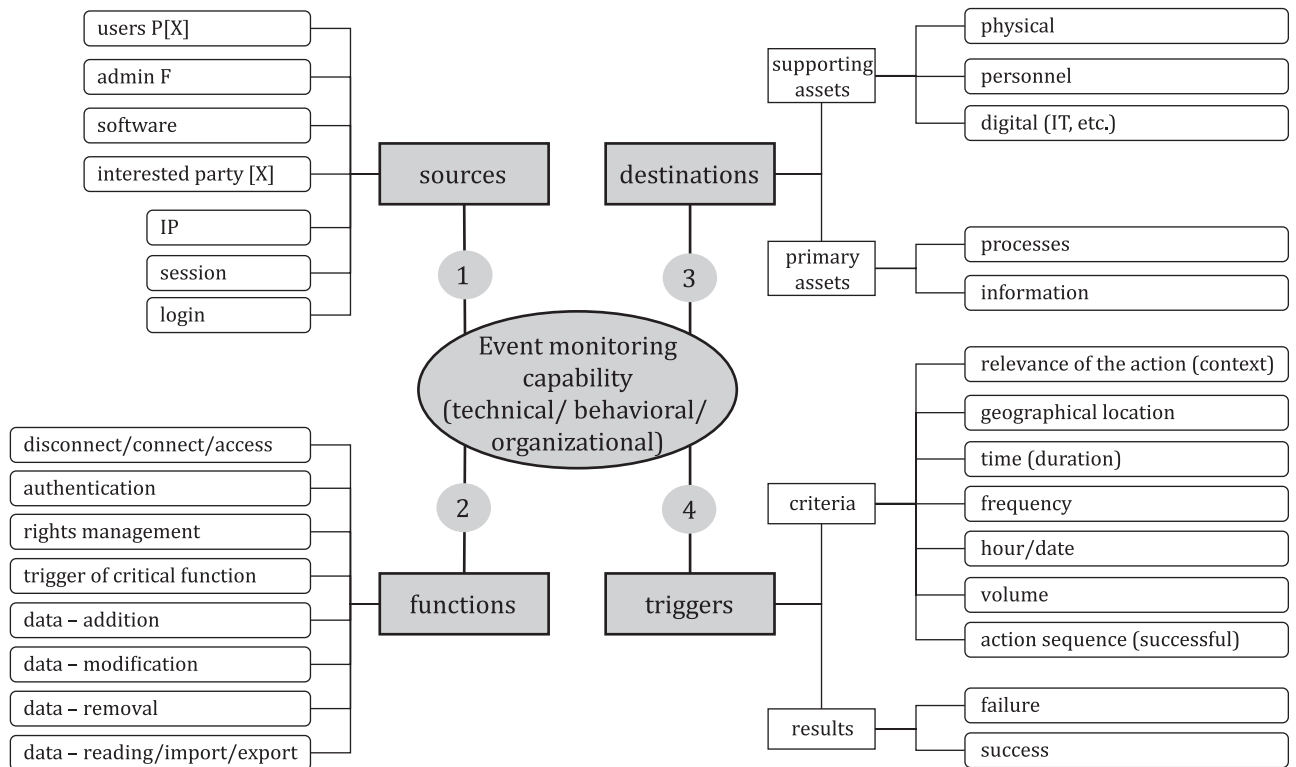 users P[X]
admin F
software
interested party [X]
IP
session
login
sources
1
destinations
3
supporting
assets
physical
personnel
digital (IT, etc.)
primary
assets
processes
information
Event monitoring
capability
(technical/ behavioral/
organizational)
disconnect/connect/access
authentication
rights management
trigger of critical function
data – addition
data – modification
data – removal
data – reading/import/export
functions
2
triggers
4
criteria
relevance of the action (context)
geographical location
time (duration)
frequency
hour/date
volume
action sequence (successful)
results
failure
success